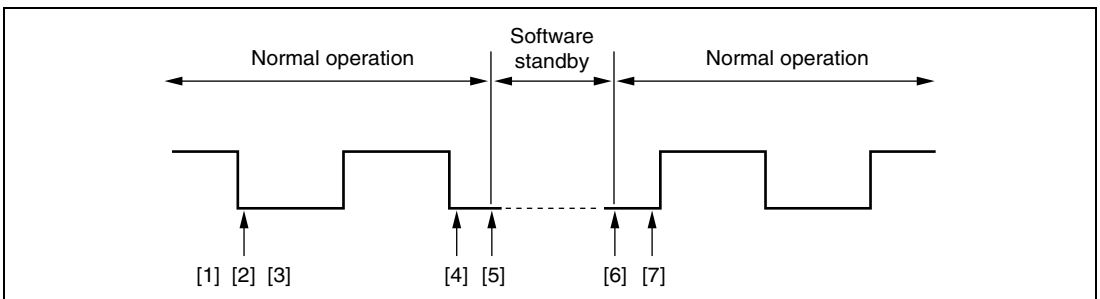 Software
standby
Normal operation
Normal operation
[1] [2] [3]
[4] [5]
[6] [7]